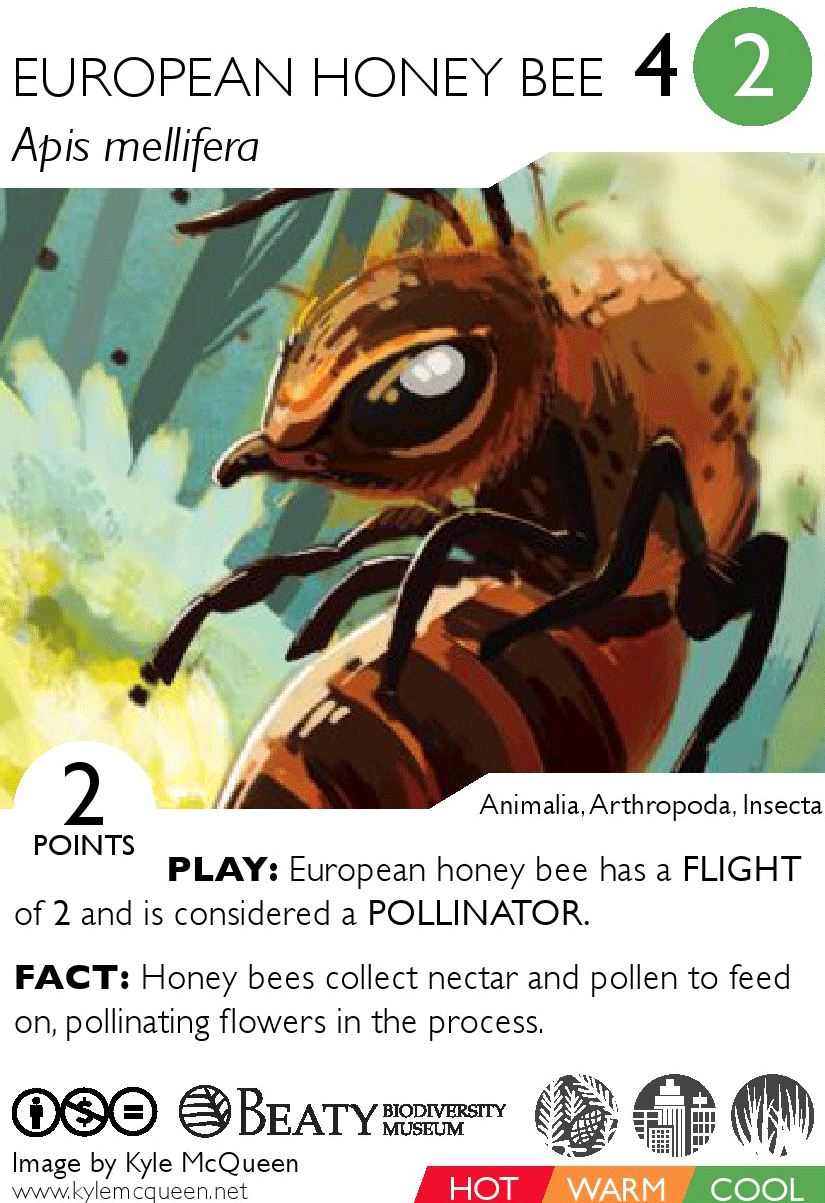 EUROPEAN HONEY BEE 4 2
Apis mellifera
2
POINTS
Animalia, Arthropoda, Insecta
PLAY: European honey bee has a FLIGHT
of 2 and is considered a POLLINATOR.
FACT: Honey bees collect nectar and pollen to feed
on, pollinating flowers in the process.
BEATY BIODIVERSITY
MUSEUM
Image by Kyle McQueen
www.kylemcqueen.net
HOT WARM COOL